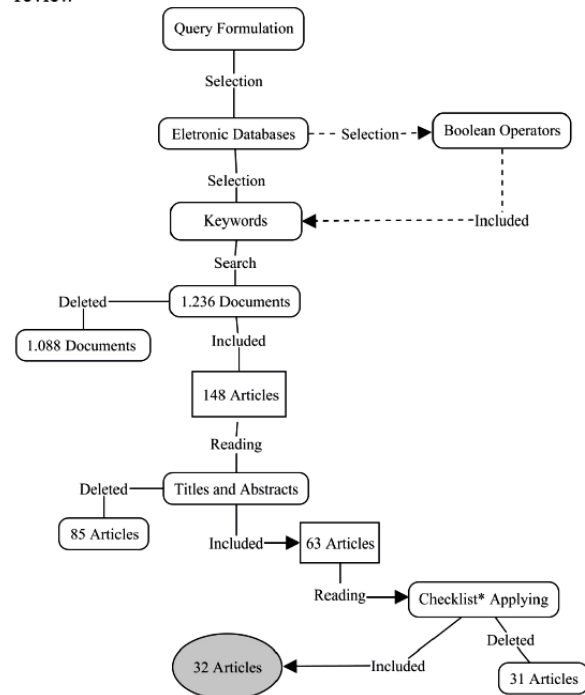 review
Query Formulation
Selection
Eletronic Databases
Selection
Boolean Operators
Selection
Keywords
Included
Search
Deleted
1.236 Documents
1.088 Documents
Included
148 Articles
Reading
Deleted
Titles and Abstracts
85 Articles
Included
63 Articles
Reading
Checklist* Applying
Deleted
32 Articles
Included
31 Articles